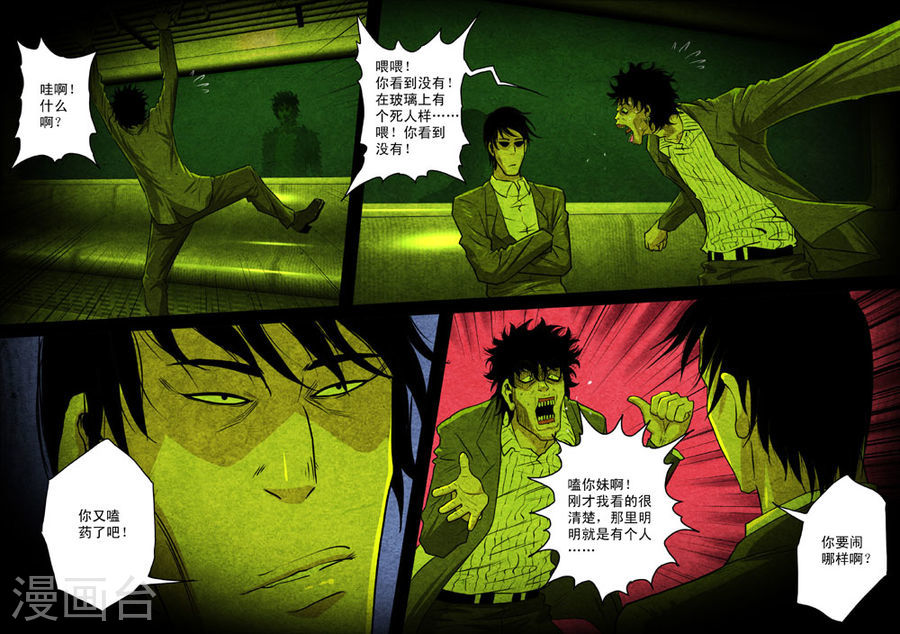 哇啊！
什么
啊？
喂喂！
你看到没有！
在玻璃上有
个死人样……
喂！你看到
没有！
你又嗑
药了吧！
嗑你妹啊！
刚才我看的很
清楚，那里明
明就是有个人
……
你要闹
哪样啊？
漫画台